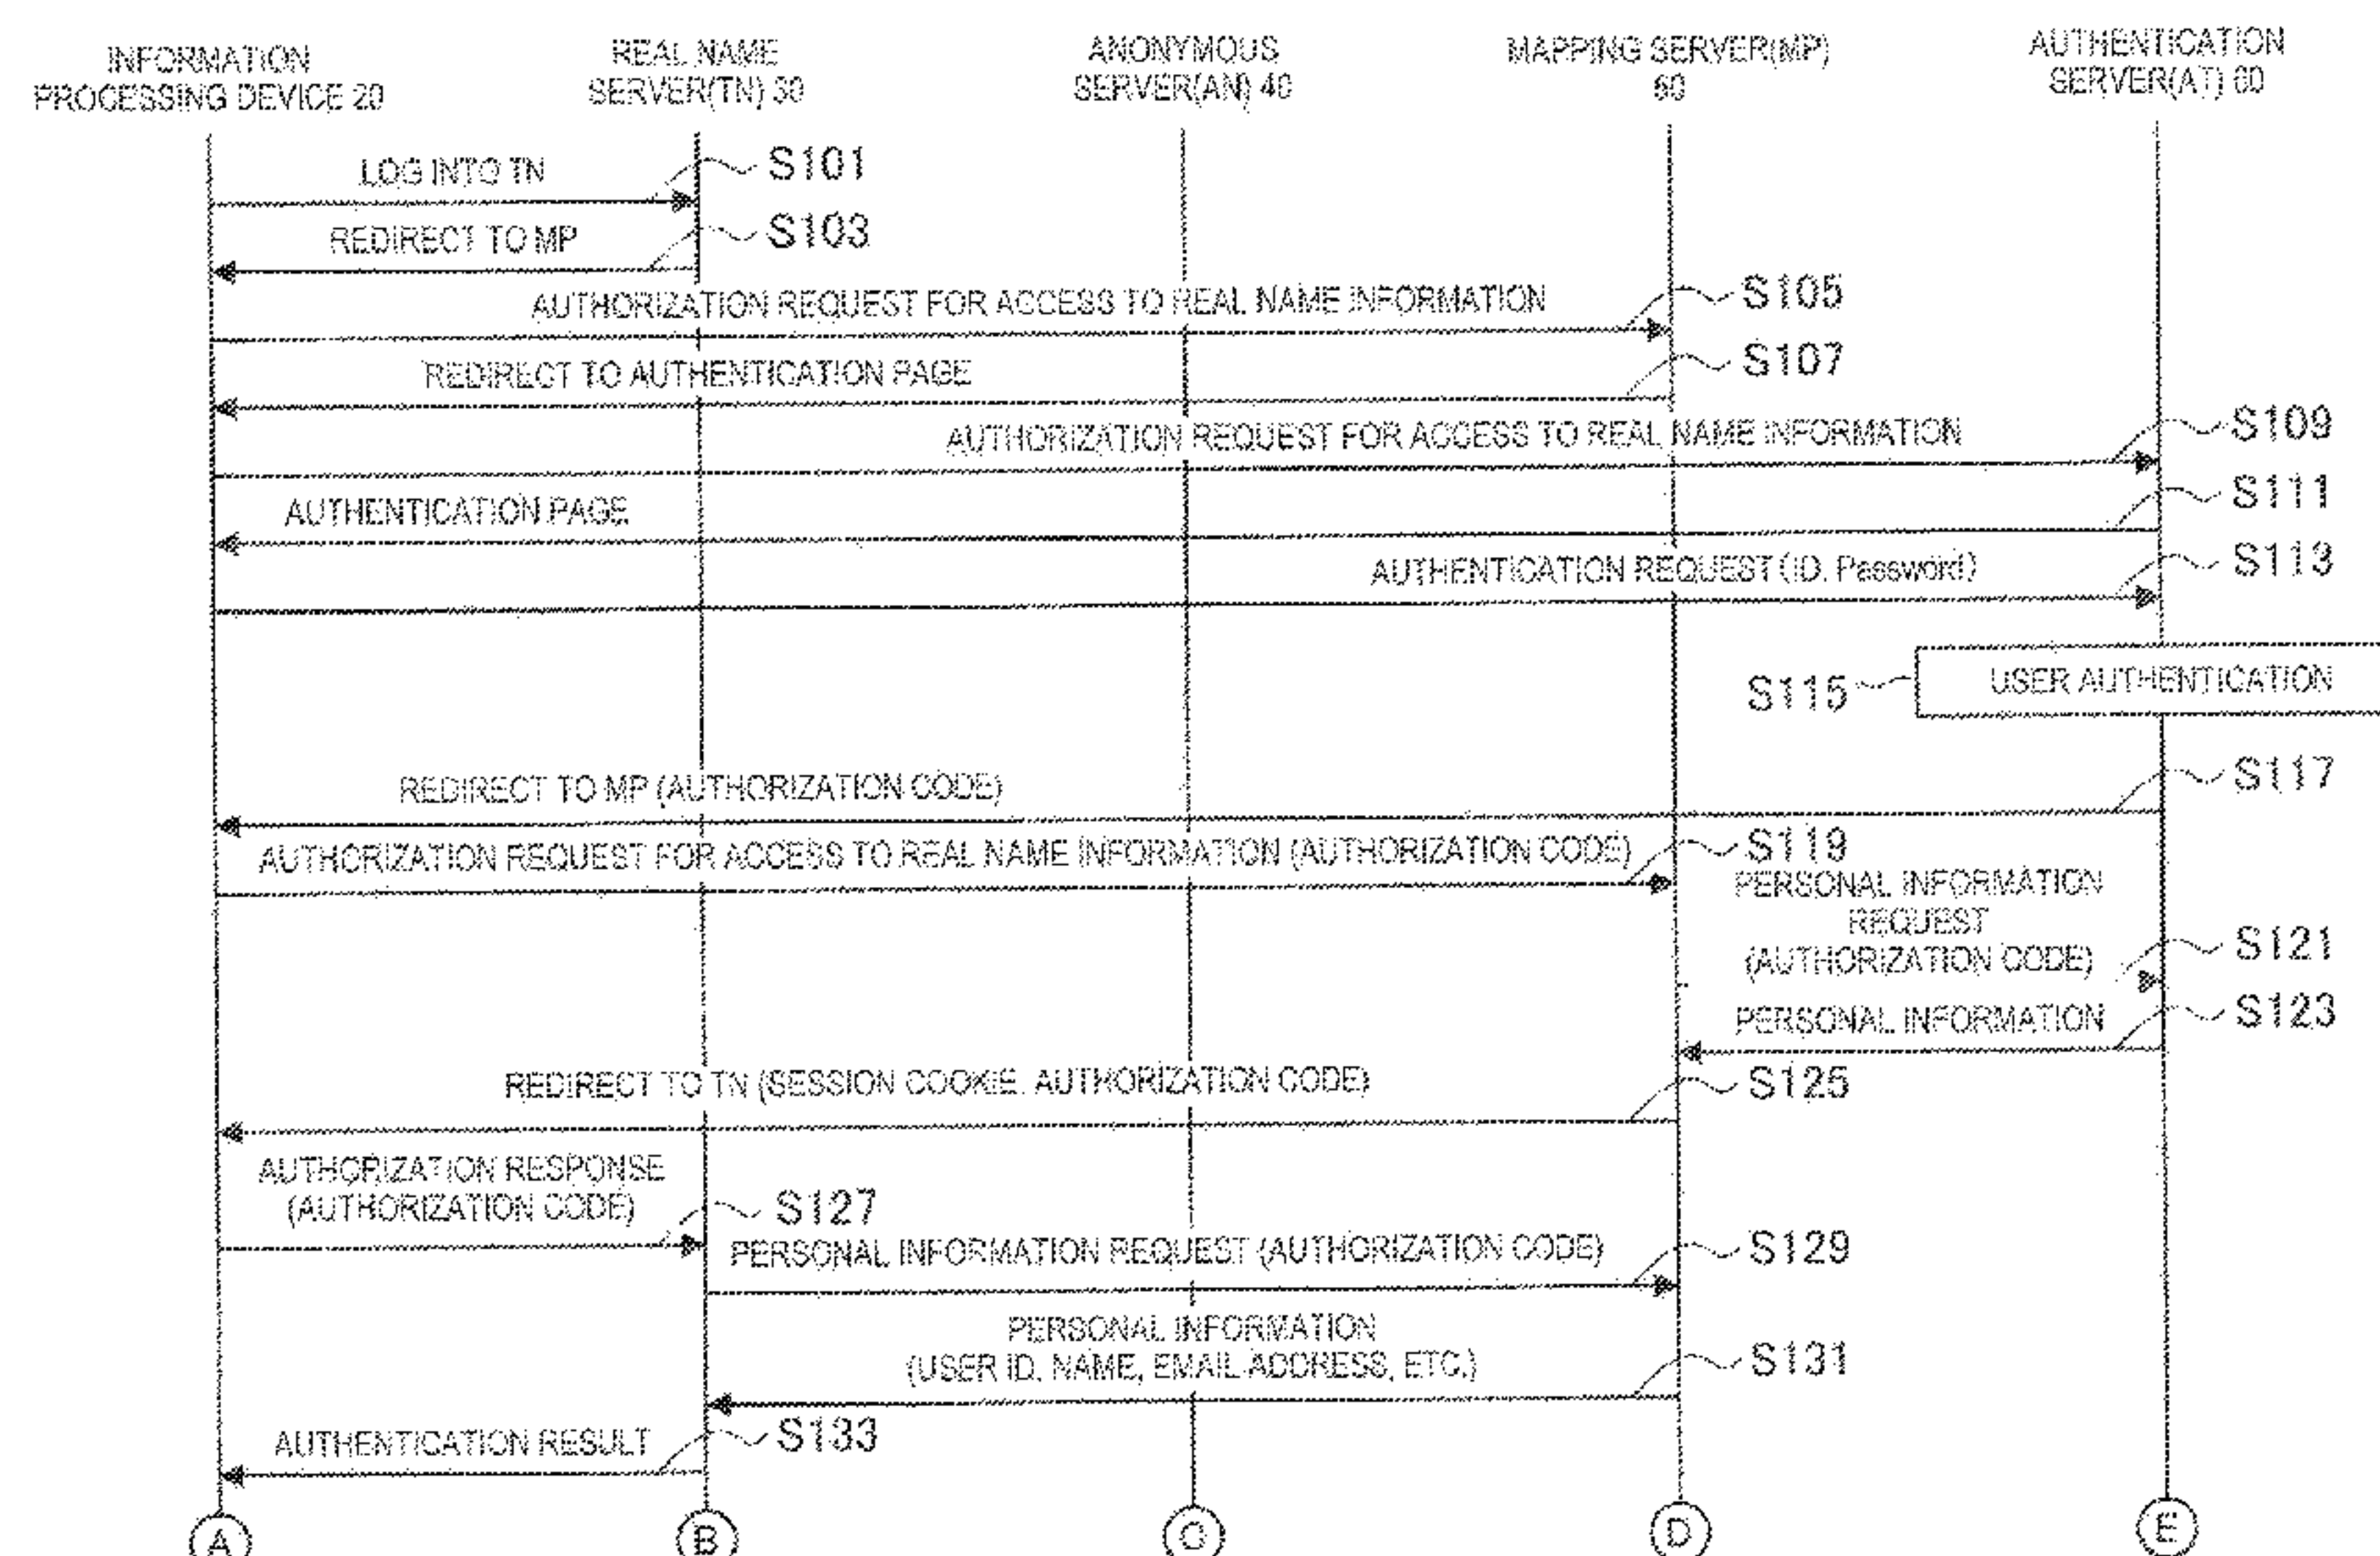 INFORMATION
PROCESSING DEVICE 20
REAL NAME
SERVER(TN) 30
ANONYMOUS
SERVER(AN) 40
MAPPING SERVER(MP)
AUTHENTICATION
SERVER(AT) 60
LOG INTO TN
S101
REDIRECT TO MP
S103
AUTHORIZATION REQUEST FOR ACCESS TO REAL NAME INFORMATION
S105
REDIRECT TO AUTHENTICATION PAGE
S107
AUTHORIZATION REQUEST FOR ACCESS TO REAL NAME INFORMATION
S109
AUTHENTICATION PAGE
S111
AUTHENTICATION REQUEST (ID, Password)
S113
S115
USER AUTHENTICATION
REDIRECT TO MP (AUTHORIZATION CODE)
S117
AUTHORIZATION REQUEST FOR ACCESS TO REAL NAME INFORMATION (AUTHORIZATION CODE)
S119
PERSONAL INFORMATION
REQUEST
(AUTHORIZATION CODE)
S121
PERSONAL INFORMATION
S123
REDIRECT TO TN (SESSION COOKIE, AUTHORIZATION CODE)
S125
AUTHORIZATION RESPONSE
(AUTHORIZATION CODE)
S127
PERSONAL INFORMATION REQUEST (AUTHORIZATION CODE)
S129
PERSONAL INFORMATION
(USER ID, NAME, EMAIL ADDRESS, ETC.)
S131
AUTHENTICATION RESULT
S133
A
B
C
D
E